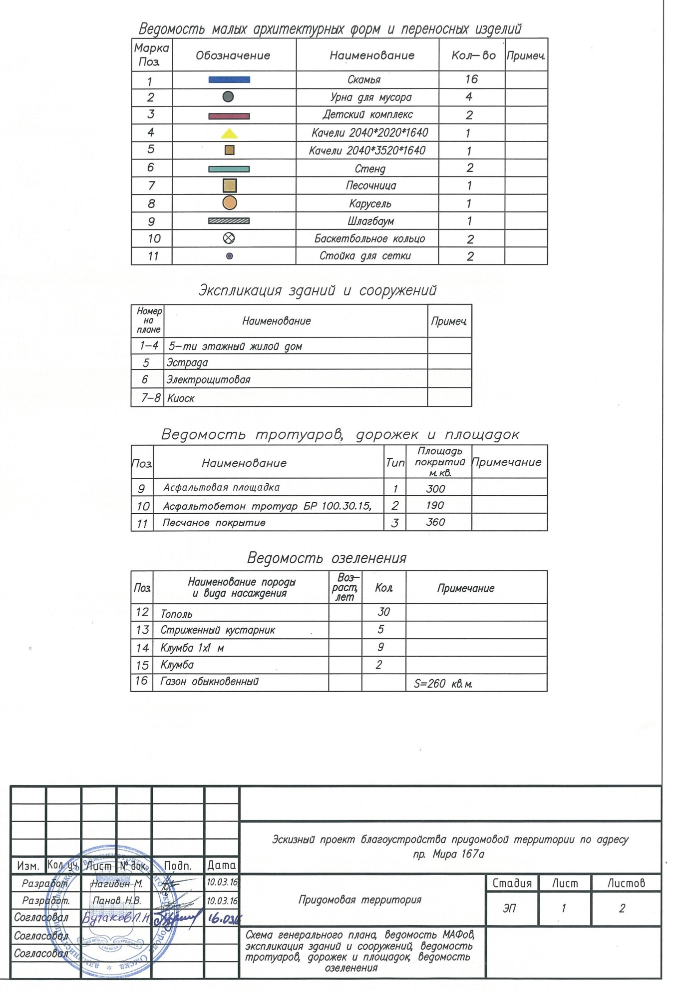 Ведомость малых архитектурных форм и переносных изделий
Марка Поз. Обозначение Наименование Кол-во Примеч.
1 Скамья 16
2 Урна для мусора 4
3 Детский комплекс 2
4 Качели 2040*2020*1640 1
5 Качели 2040*3520*1640 1
6 Стенд 2
7 Песочница 1
8 Карусель 1
9 Шлагбаум 1
10 Баскетбольное кольцо 2
11 Стойка для сетки 2
Экспликация зданий и сооружений
Номер на плане Наименование Примеч.
1-4 5-ти этажный жилой дом
5 Эстрада
6 Электрощитовая
7-8 Киоск
Ведомость тротуаров, дорожек и площадок
Поз. Наименование Тип Площадь покрытий м.кв. Примечание
9 Асфальтовая площадка 1 300
10 Асфальтобетон тротуар БР 100.30.15, 2 190
11 Песчаное покрытие 3 360
Ведомость озеленения
Поз. Наименование породы и вида насаждения Воз-раст, лет Кол. Примечание
12 Тополь 30
13 Стриженный кустарник 5
14 Клумба 1х1 м 9
15 Клумба 2
16 Газон обыкновенный S=260 кв.м.
Эскизный проект благоустройства придомовой территории по адресу
пр. Мира 167а
Изм. Кол. уч. Лист № док. Подп. Дата
Разработ. Нагибин М. 10.03.16
Разработ. Панов Н.В. 10.03.16
Согласовал Бутаков П.Н. 16.03.16
Согласовал
Согласовал
Придомовая территория
Стадия Лист Листов
ЭП 1 2
Схема генерального плана, ведомость МАФов,
экспликация зданий и сооружений, ведомость
тротуаров, дорожек и площадок, ведомость
озеленения
Советского административного округа города Омска * администрация
ГЛАВНАЯ КРЕПОСТЬ